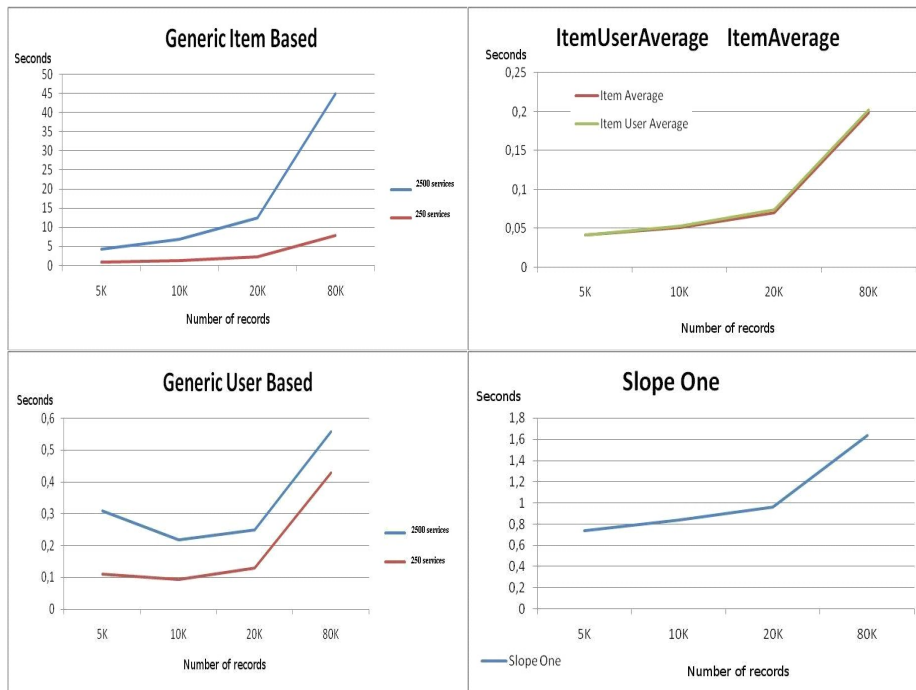 Generic Item Based
Seconds
50
45
40
35
30
25
20
15
10
5
0
5K 10K 20K 80K
Number of records
2500 services
250 services
ItemUserAverage ItemAverage
Seconds
0,25
0,2
0,15
0,1
0,05
0
Item Average
Item User Average
5K 10K 20K 80K
Number of records
Generic User Based
Seconds
0,6
0,5
0,4
0,3
0,2
0,1
0
5K 10K 20K 80K
Number of records
2500 services
250 services
Slope One
Seconds
1,8
1,6
1,4
1,2
1
0,8
0,6
0,4
0,2
0
5K 10K 20K 80K
Slope One
Number of records